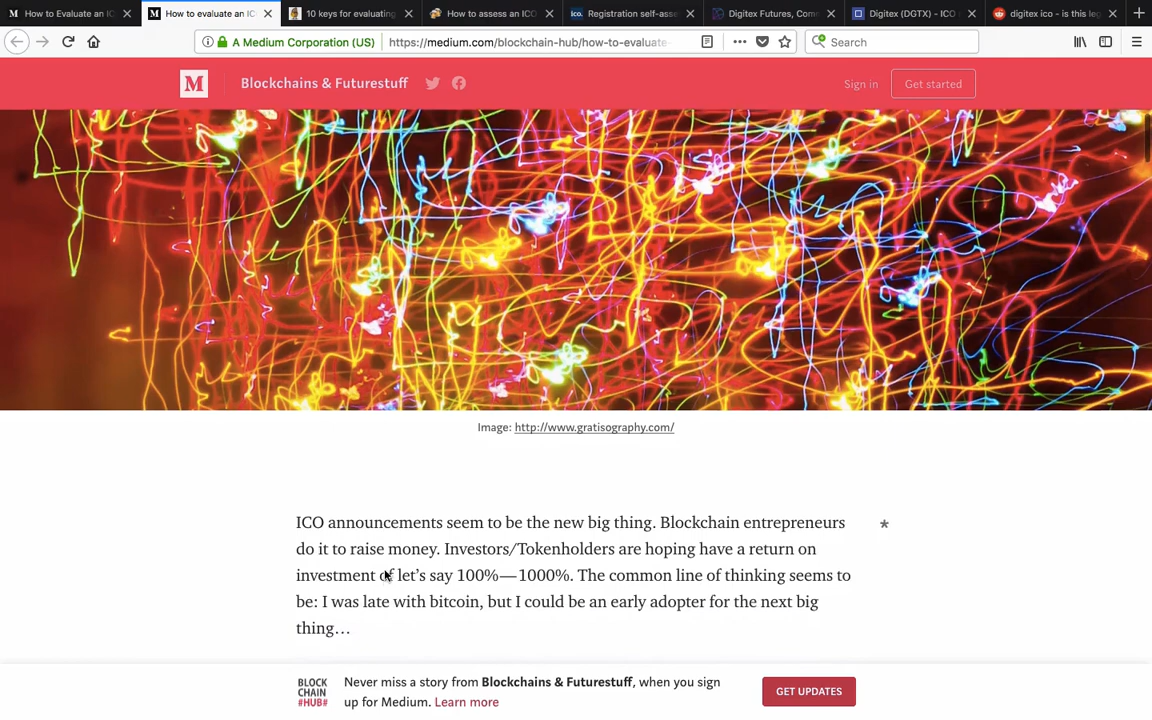 How to Evaluate an IC
How to evaluate an IC
10 keys for evaluating
How to assess an ICO
ico. Registration self-asse
Digitex Futures, Com
Digitex (DGTX) - ICO
digitex ico - is this leg
A Medium Corporation (US)
https://medium.com/blockchain-hub/how-to-evaluate-
Search
M
Blockchains & Futurestuff
Sign in
Get started
Image: http://www.gratisography.com/
ICO announcements seem to be the new big thing. Blockchain entrepreneurs
do it to raise money. Investors/Tokenholders are hoping have a return on
investment of let's say 100%—1000%. The common line of thinking seems to
be: I was late with bitcoin, but I could be an early adopter for the next big
thing…
*
BLOCK
CHAIN
#HUB#
Never miss a story from Blockchains & Futurestuff, when you sign
up for Medium. Learn more
GET UPDATES